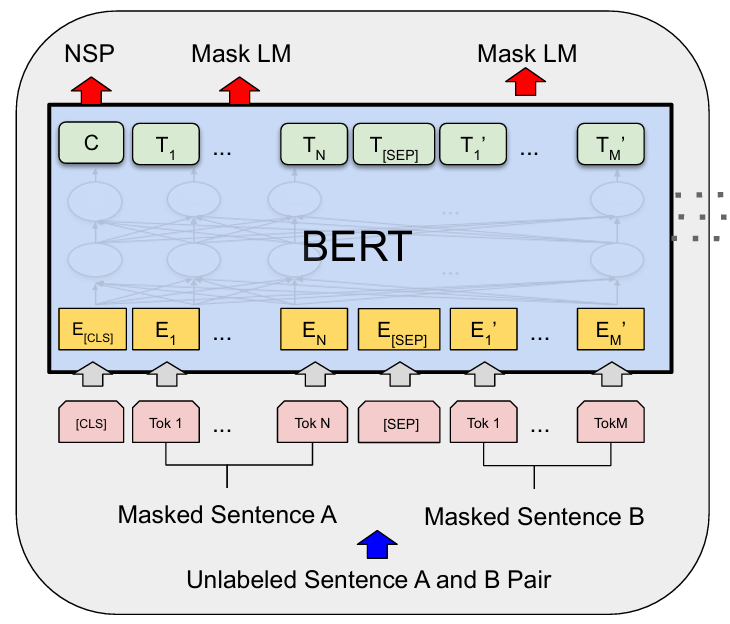 NSP Mask LM Mask LM
C T1 ... TN T[SEP] T1’ ... TM’
...
BERT
...
E[CLS] E1 ... EN E[SEP] E1’ ... EM’
[CLS] Tok 1 ... Tok N [SEP] Tok 1 ... TokM
Masked Sentence A Masked Sentence B
Unlabeled Sentence A and B Pair